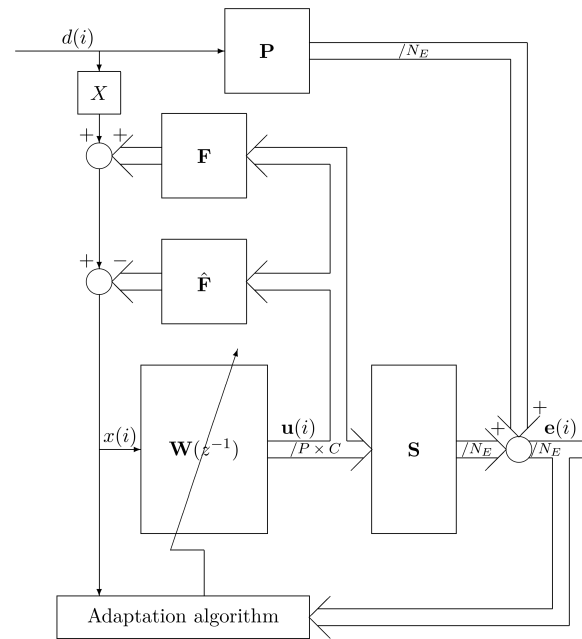 d(i)
P
/N_E
X
+ +
F
+ −
F̂
x(i)
W(z⁻¹)
u(i)
/P × C
S
/N_E
+
+
e(i)
/N_E
Adaptation algorithm